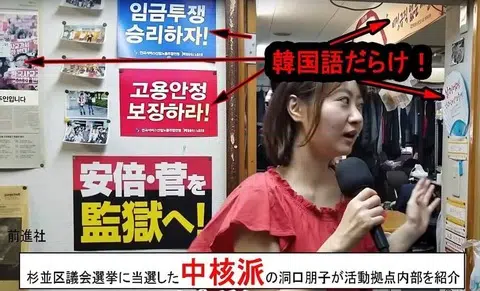 임금투쟁
승리하자!
韓国語だらけ！
고용안정
보장하라!
安倍・菅を
監獄へ!
前進社
杉並区議会選挙に当選した中核派の洞口朋子が活動拠点内部を紹介